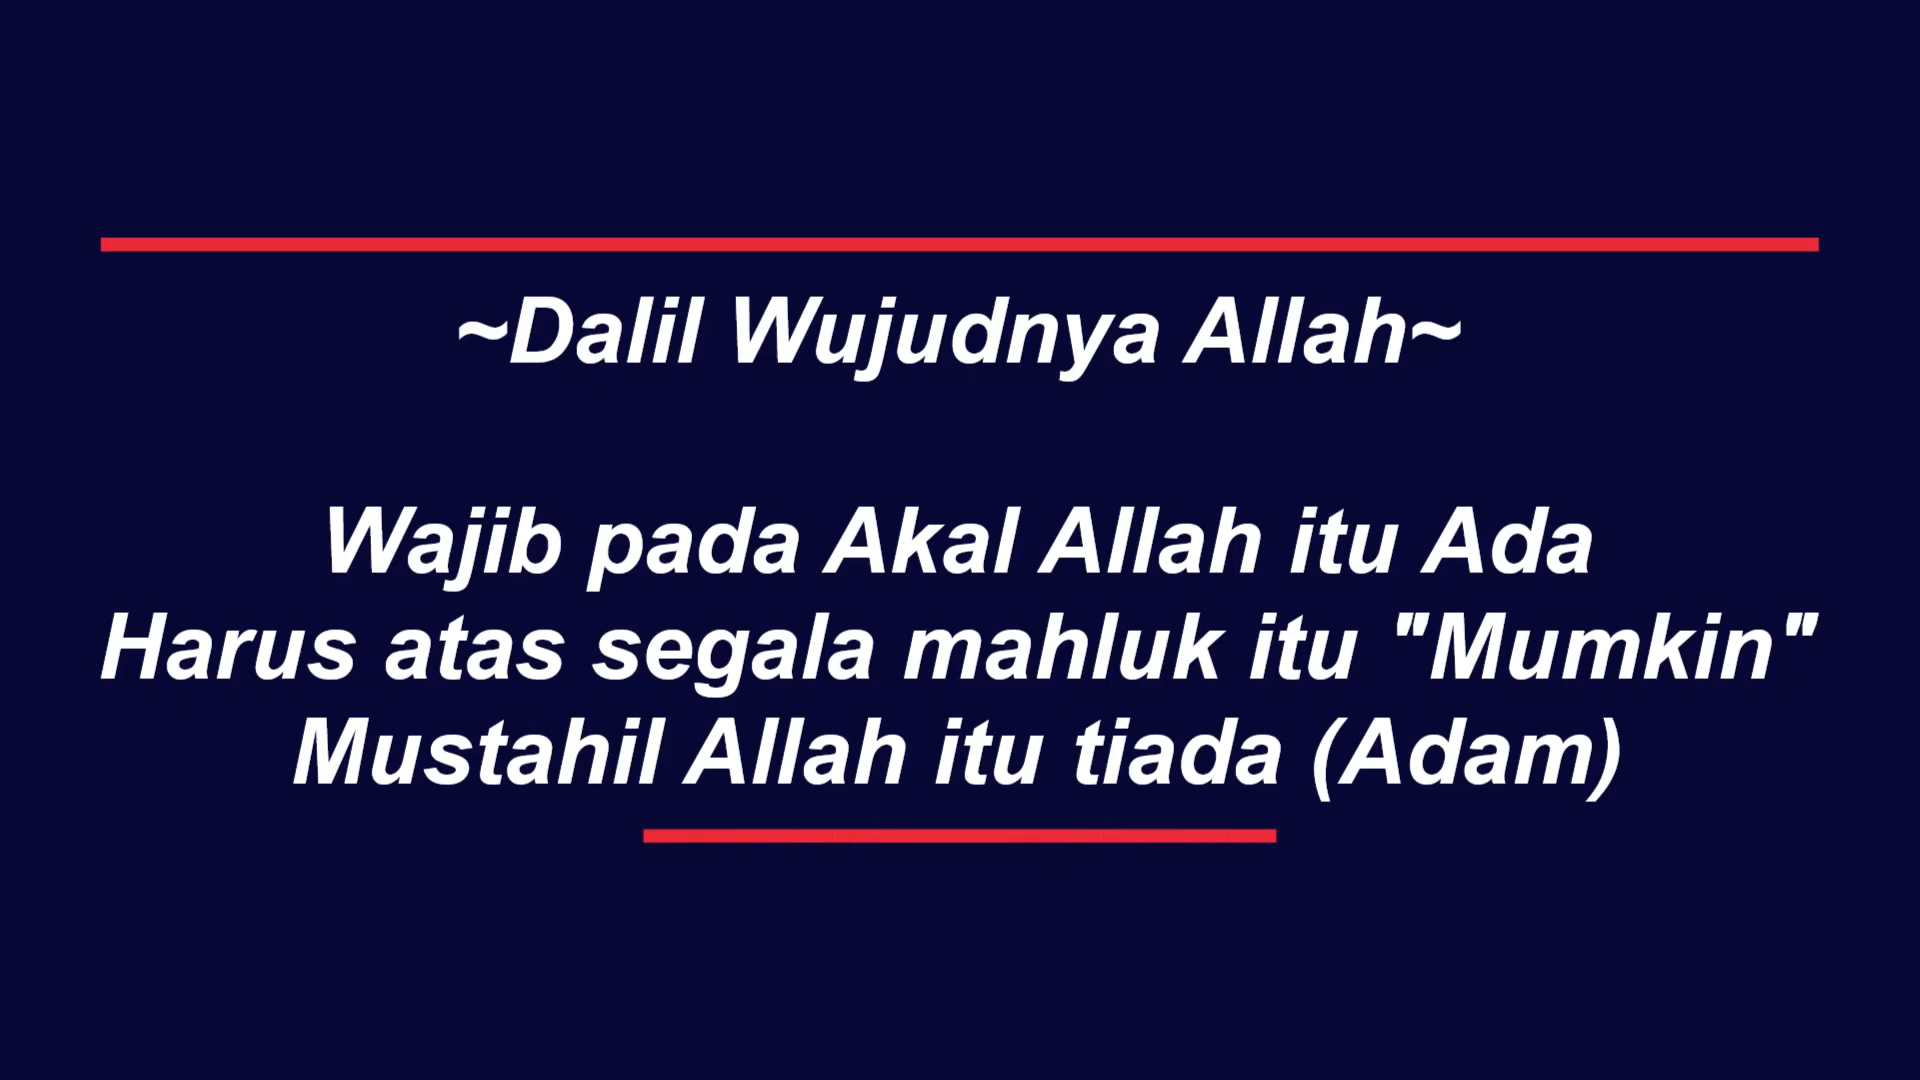 ~Dalil Wujudnya Allah~
Wajib pada Akal Allah itu Ada
Harus atas segala mahluk itu "Mumkin"
Mustahil Allah itu tiada (Adam)